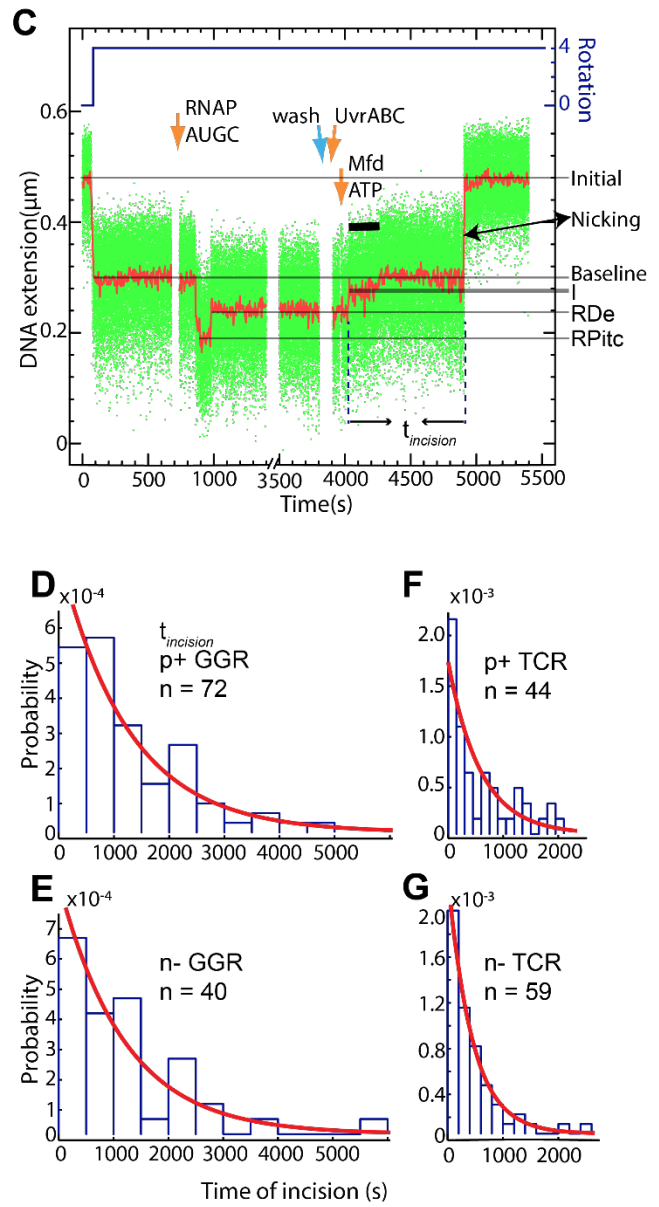 C
4
Rotation
0
0.6
RNAP
AUGC
wash
UvrABC
Mfd
ATP
Initial
Nicking
0.4
Baseline
I
RDe
RPitc
0.2
0
DNA extension(µm)
t incision
0 500 1000 3500 4000 4500 5000 5500
Time(s)
D
x10-4
6
5
4
3
2
1
0
Probability
t incision
p+ GGR
n = 72
0 1000 2000 3000 4000 5000
F
x10-3
2.0
1.5
1.0
0.5
0
p+ TCR
n = 44
0 1000 2000
E
x10-4
7
6
5
4
3
2
1
0
Probability
n- GGR
n = 40
0 1000 2000 3000 4000 5000
G
x10-3
2.0
1.6
1.2
0.8
0.4
n- TCR
n = 59
0 1000 2000
Time of incision (s)